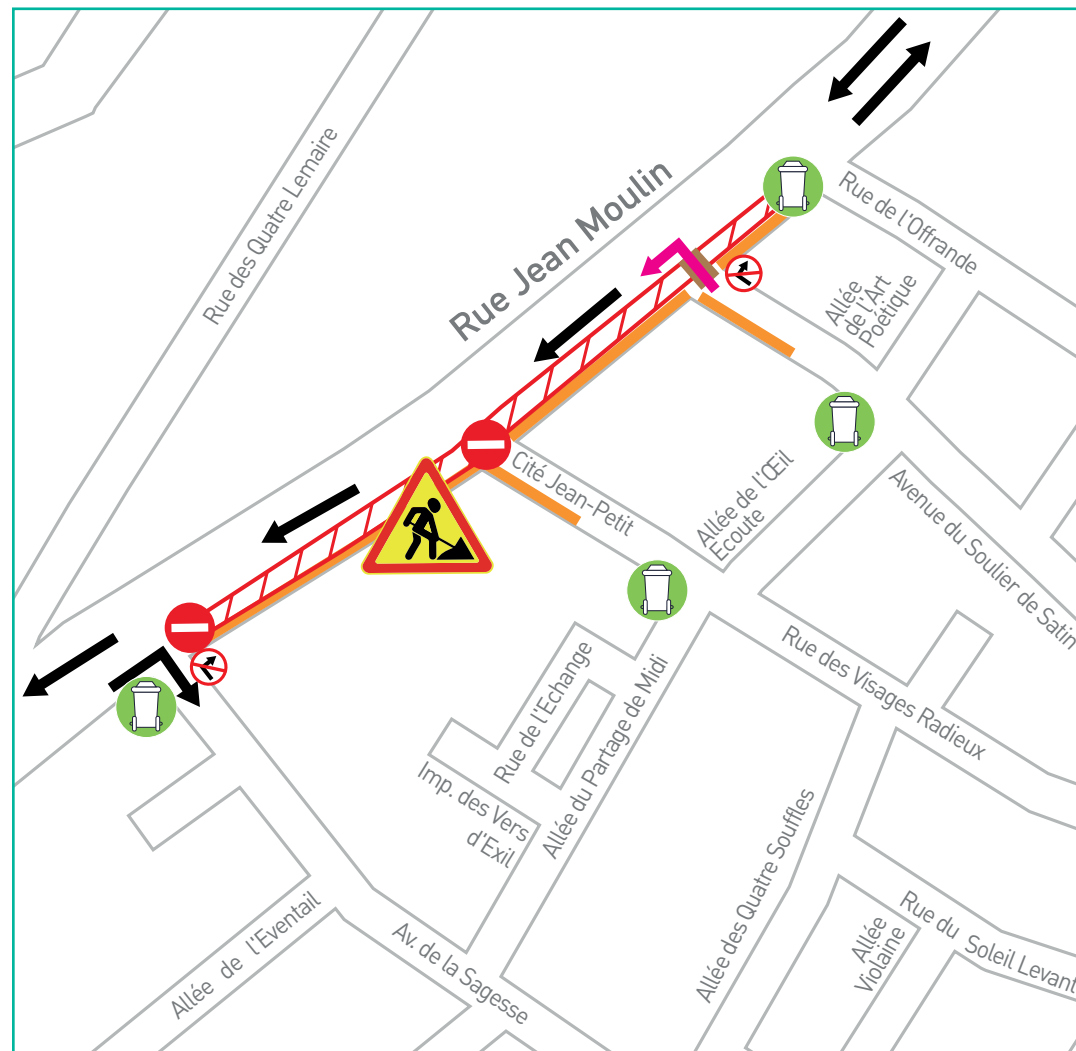 Rue des Quatre Lemaire
Rue Jean Moulin
Rue de l'Offrande
Allée
de l'Art
Poétique
Cité Jean-Petit
Allée de l'Œil
Ecoute
Avenue du Soulier de Satin
Rue des Visages Radieux
Rue de l'Echange
Allée du Partage de Midi
Imp. des Vers
d'Exil
Allée des Quatre Souffles
Allée
Violaine
Rue du Soleil Levant
Allée de l'Eventail
Av. de la Sagesse